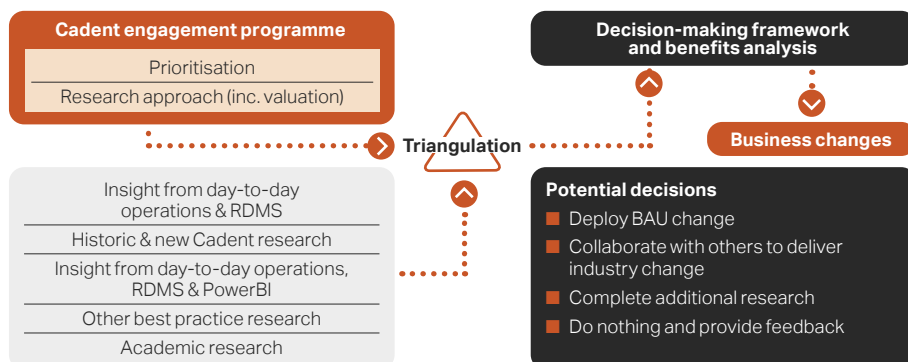 Cadent engagement programme
Prioritisation
Research approach (inc. valuation)
Insight from day-to-day
operations & RDMS
Historic & new Cadent research
Insight from day-to-day operations,
RDMS & PowerBI
Other best practice research
Academic research
Triangulation
Decision-making framework
and benefits analysis
Business changes
Potential decisions
Deploy BAU change
Collaborate with others to deliver
industry change
Complete additional research
Do nothing and provide feedback